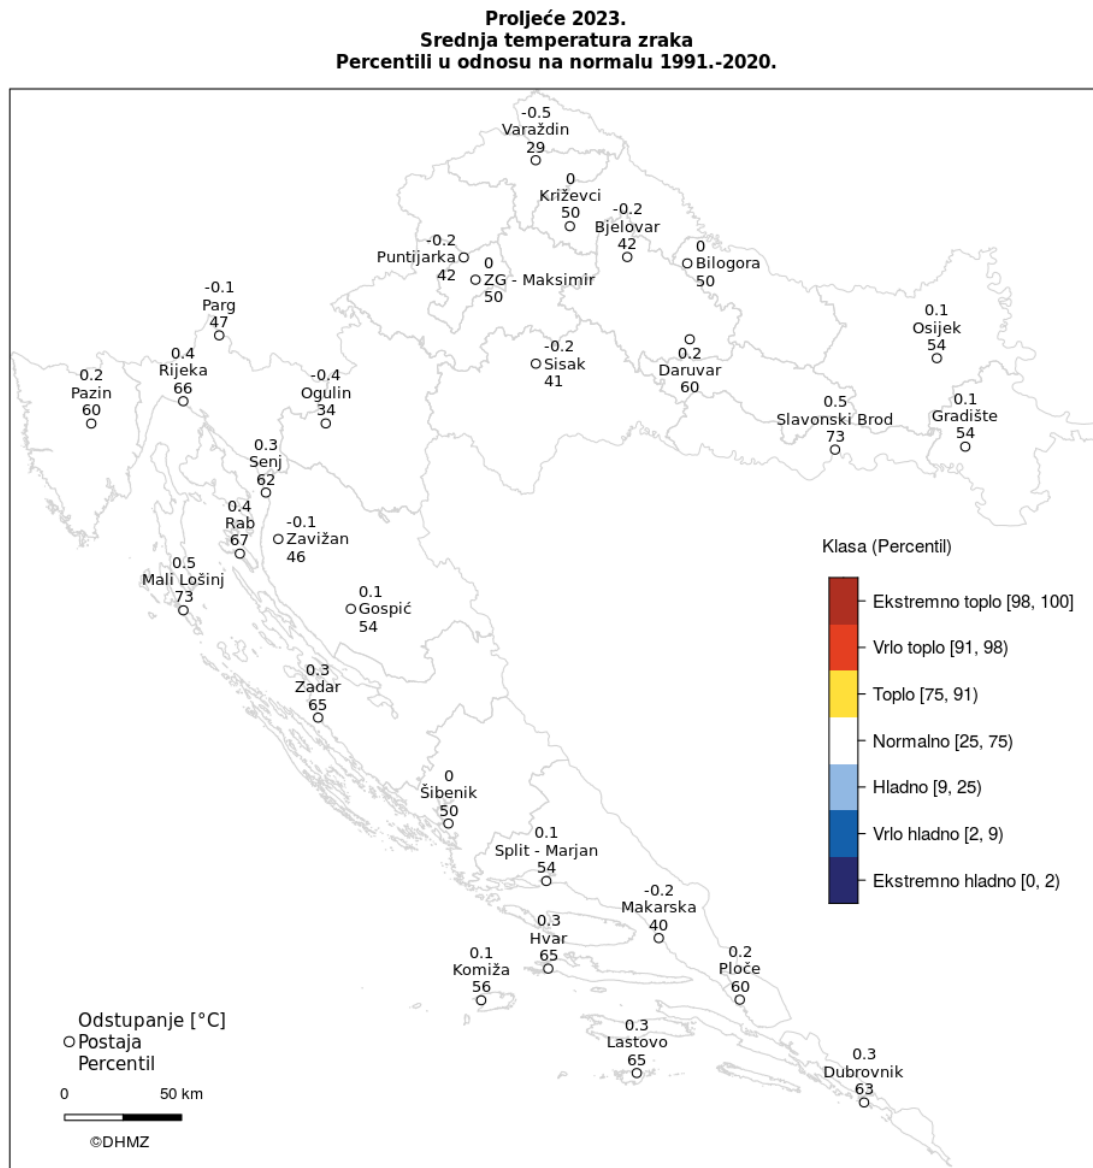 Proljeće 2023.
Srednja temperatura zraka
Percentili u odnosu na normalu 1991.-2020.
-0.5
Varaždin
29
0
Križevci
50
-0.2
Bjelovar
42
-0.2
Puntijarka
42
0
ZG - Maksimir
50
0
Bilogora
50
-0.1
Parg
47
0.1
Osijek
54
0.4
Rijeka
66
-0.2
Sisak
41
0.2
Daruvar
60
0.2
Pazin
60
-0.4
Ogulin
34
0.5
Slavonski Brod
73
0.1
Gradište
54
0.3
Senj
62
0.4
Rab
67
-0.1
Zavižan
46
0.5
Mali Lošinj
73
0.1
Gospić
54
0.3
Zadar
65
0
Šibenik
50
0.1
Split - Marjan
54
-0.2
Makarska
40
0.3
Hvar
65
0.1
Komiža
56
0.2
Ploče
60
0.3
Lastovo
65
0.3
Dubrovnik
63
Klasa (Percentil)
Ekstremno toplo [98, 100]
Vrlo toplo [91, 98)
Toplo [75, 91)
Normalno [25, 75)
Hladno [9, 25)
Vrlo hladno [2, 9)
Ekstremno hladno [0, 2)
Odstupanje [°C]
Postaja
Percentil
0 50 km
©DHMZ